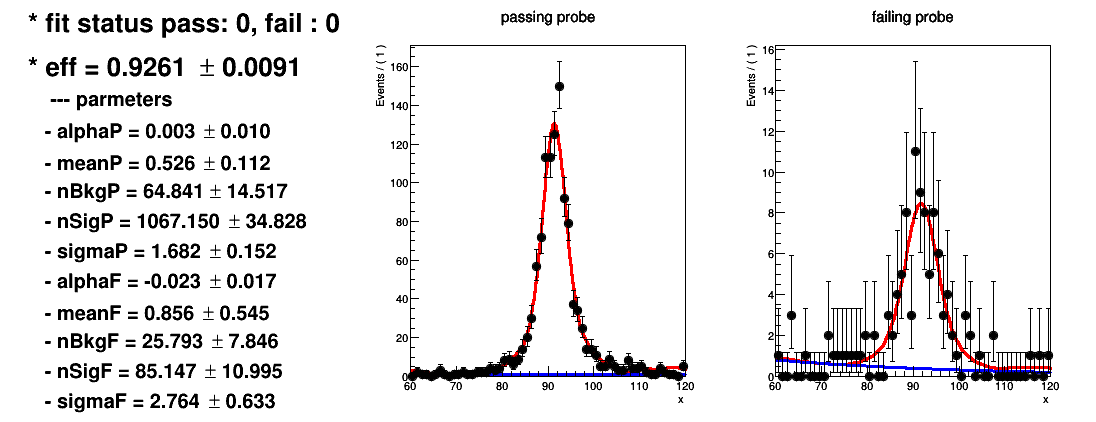 * fit status pass: 0, fail : 0
* eff = 0.9261 ± 0.0091
--- parmeters
- alphaP = 0.003 ± 0.010
- meanP = 0.526 ± 0.112
- nBkgP = 64.841 ± 14.517
- nSigP = 1067.150 ± 34.828
- sigmaP = 1.682 ± 0.152
- alphaF = -0.023 ± 0.017
- meanF = 0.856 ± 0.545
- nBkgF = 25.793 ± 7.846
- nSigF = 85.147 ± 10.995
- sigmaF = 2.764 ± 0.633
passing probe
Events / ( 1 )
160
140
120
100
80
60
40
20
0
60 70 80 90 100 110 120
x
failing probe
Events / ( 1 )
16
14
12
10
8
6
4
2
0
60 70 80 90 100 110 120
x